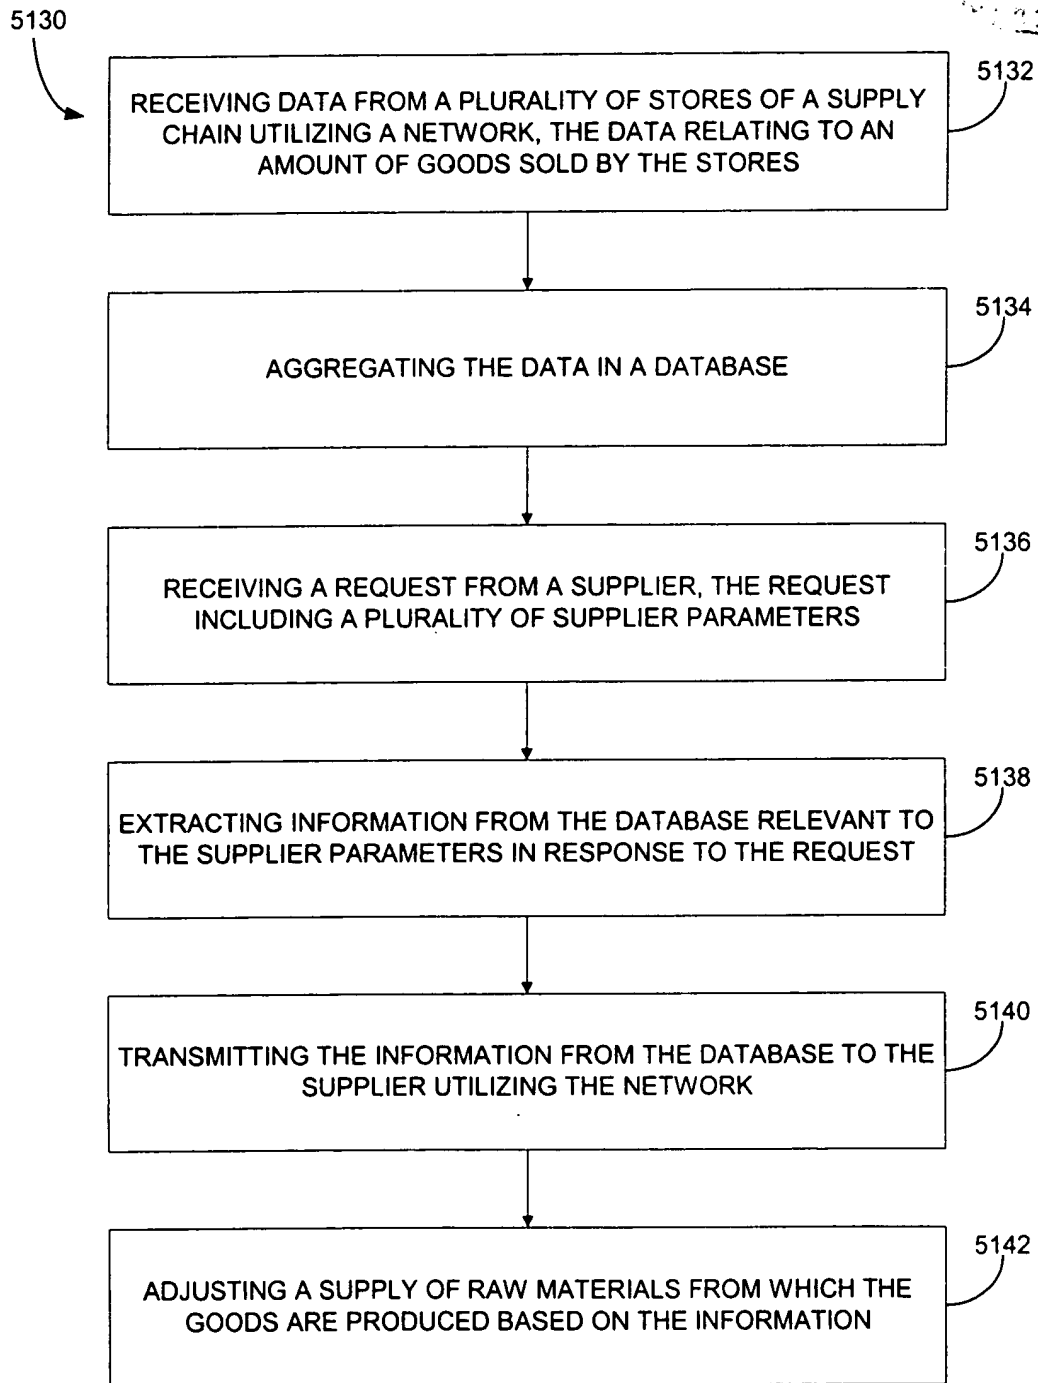 5130
5132
RECEIVING DATA FROM A PLURALITY OF STORES OF A SUPPLY
CHAIN UTILIZING A NETWORK, THE DATA RELATING TO AN
AMOUNT OF GOODS SOLD BY THE STORES
5134
AGGREGATING THE DATA IN A DATABASE
5136
RECEIVING A REQUEST FROM A SUPPLIER, THE REQUEST
INCLUDING A PLURALITY OF SUPPLIER PARAMETERS
5138
EXTRACTING INFORMATION FROM THE DATABASE RELEVANT TO
THE SUPPLIER PARAMETERS IN RESPONSE TO THE REQUEST
5140
TRANSMITTING THE INFORMATION FROM THE DATABASE TO THE
SUPPLIER UTILIZING THE NETWORK
5142
ADJUSTING A SUPPLY OF RAW MATERIALS FROM WHICH THE
GOODS ARE PRODUCED BASED ON THE INFORMATION